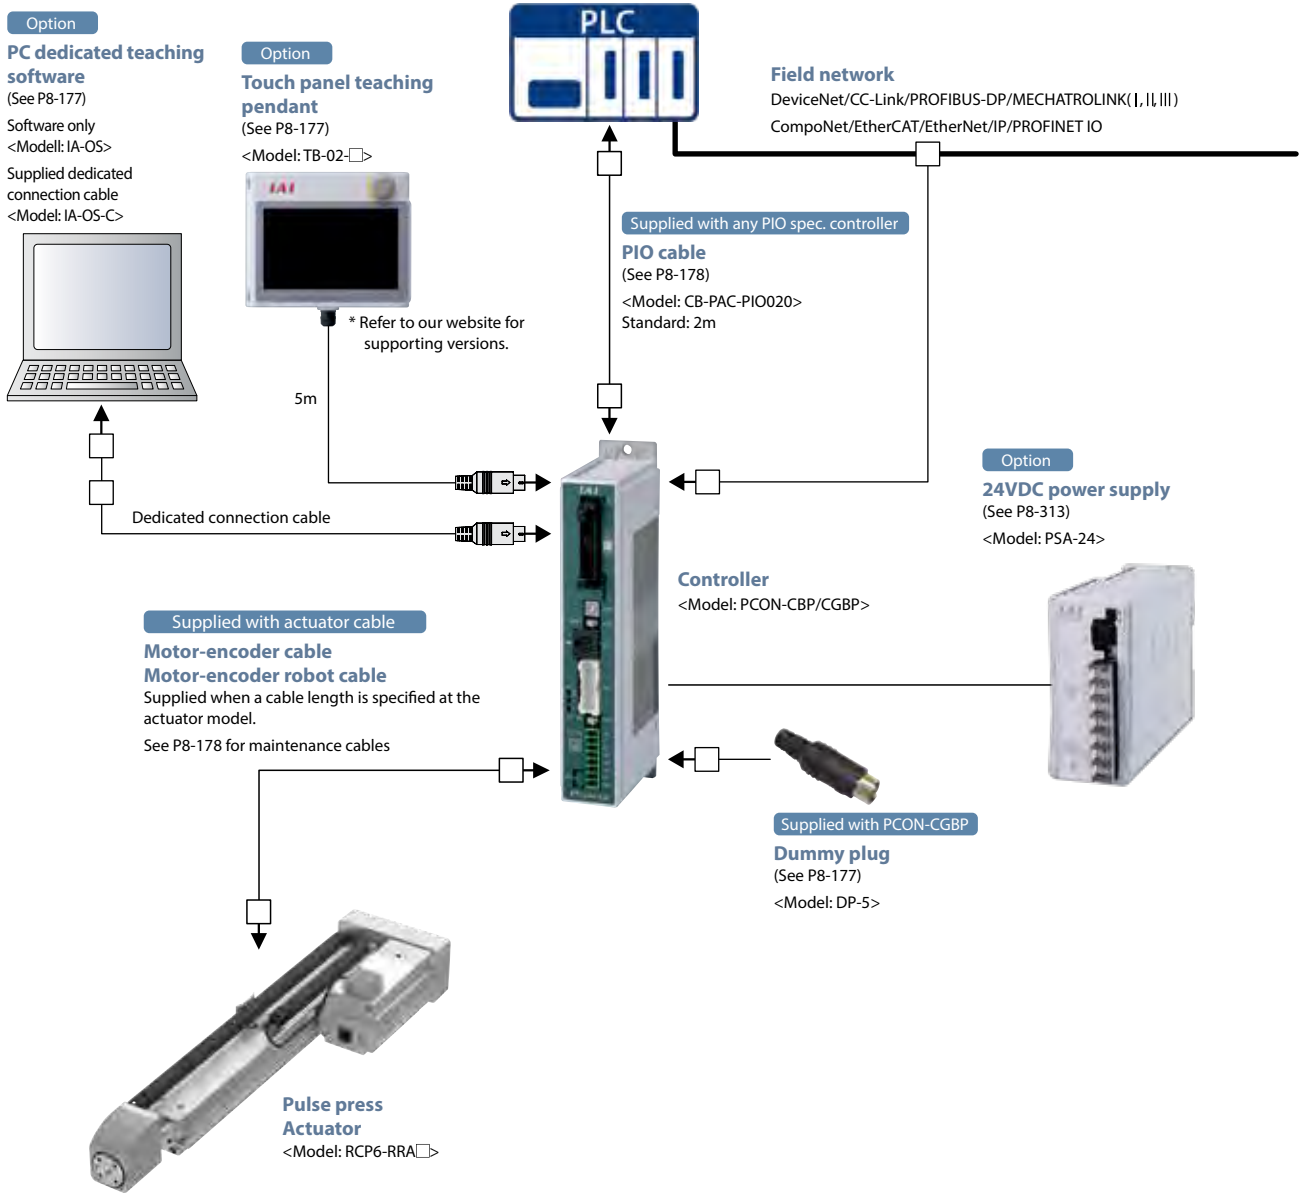 Option
PC dedicated teaching
software
(See P8-177)
Software only
<Modell: IA-OS>
Supplied dedicated
connection cable
<Model: IA-OS-C>
Option
Touch panel teaching
pendant
(See P8-177)
<Model: TB-02-□>
IAI
* Refer to our website for
supporting versions.
5m
Dedicated connection cable
PLC
Field network
DeviceNet/CC-Link/PROFIBUS-DP/MECHATROLINK(I, II, III)
CompoNet/EtherCAT/EtherNet/IP/PROFINET IO
Supplied with any PIO spec. controller
PIO cable
(See P8-178)
<Model: CB-PAC-PIO020>
Standard: 2m
IAI
Controller
<Model: PCON-CBP/CGBP>
Option
24VDC power supply
(See P8-313)
<Model: PSA-24>
IAI
Supplied with actuator cable
Motor-encoder cable
Motor-encoder robot cable
Supplied when a cable length is specified at the
actuator model.
See P8-178 for maintenance cables
Supplied with PCON-CGBP
Dummy plug
(See P8-177)
<Model: DP-5>
Pulse press
Actuator
<Model: RCP6-RRA□>